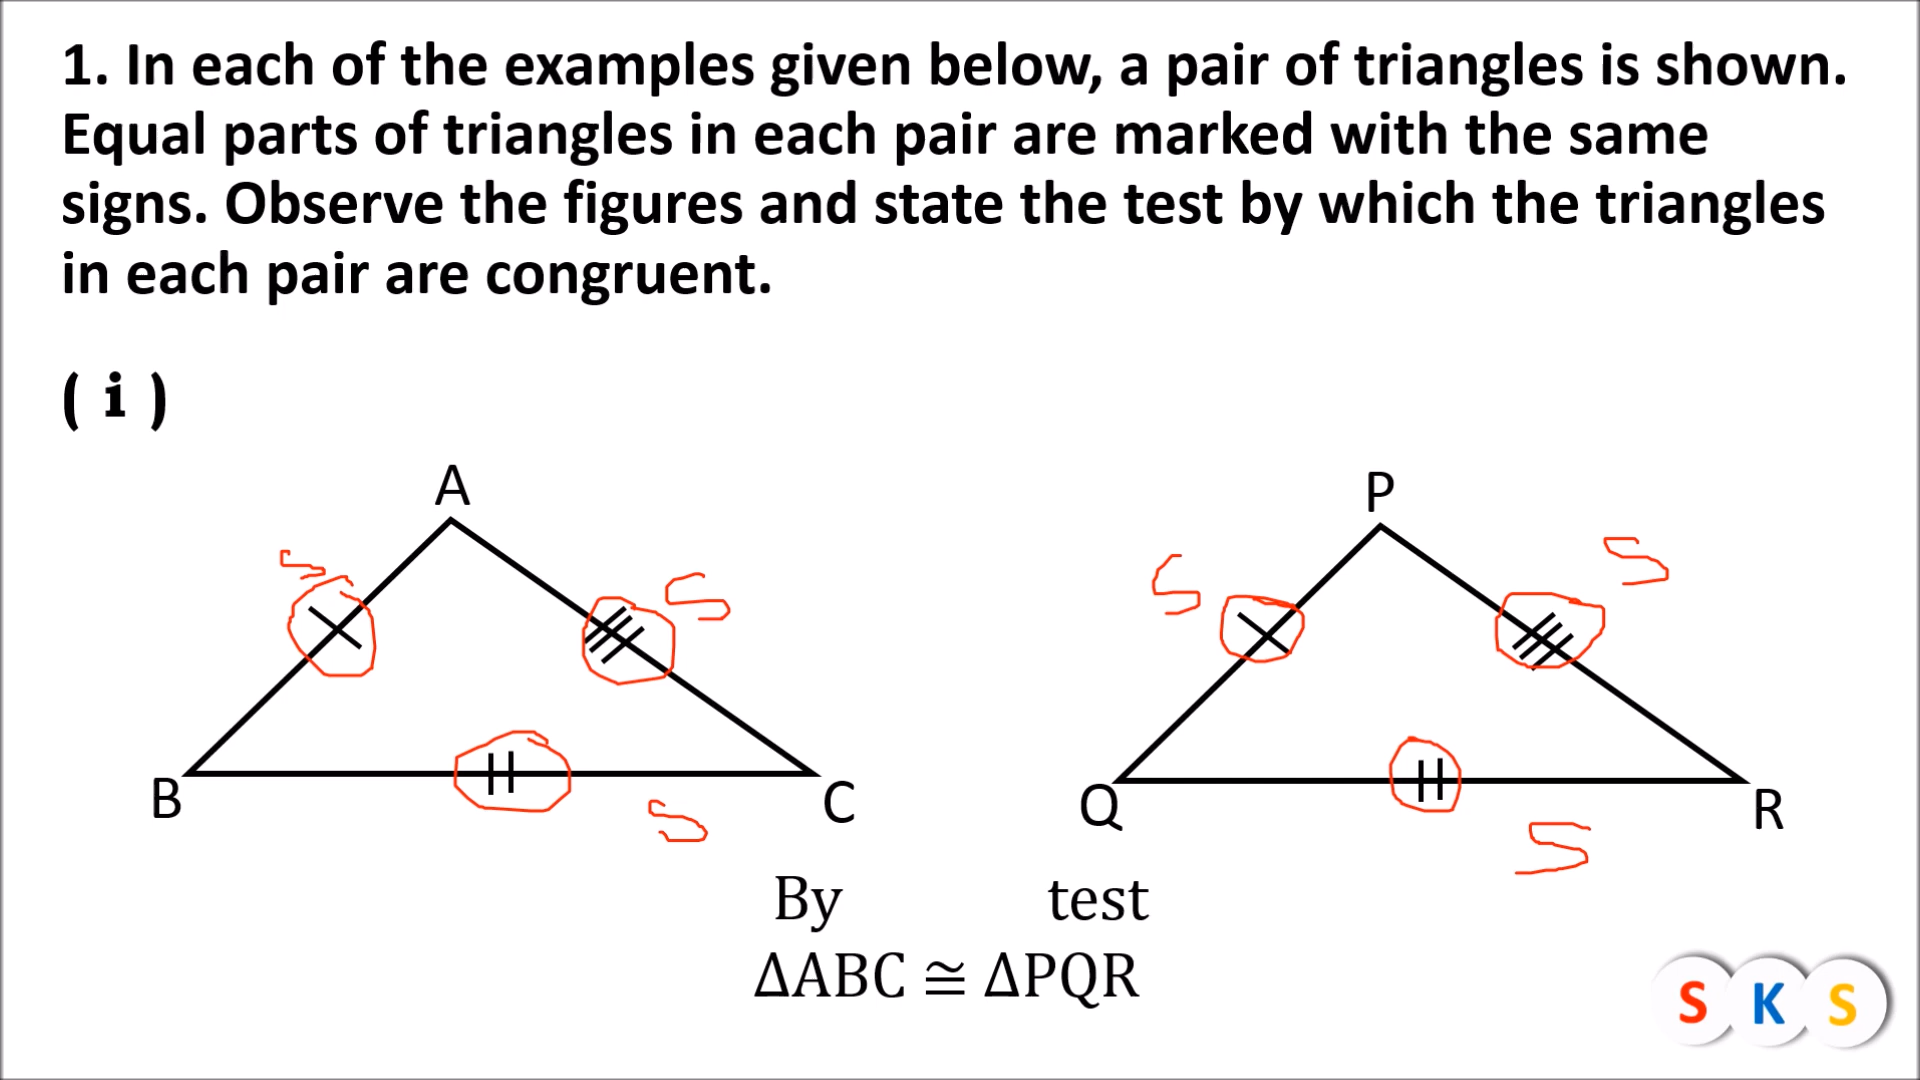 1. In each of the examples given below, a pair of triangles is shown.
Equal parts of triangles in each pair are marked with the same
signs. Observe the figures and state the test by which the triangles
in each pair are congruent.
( i )
A
P
S
S
S
S
B
C
Q
R
S
S
By test
ΔABC ≅ ΔPQR
S K S